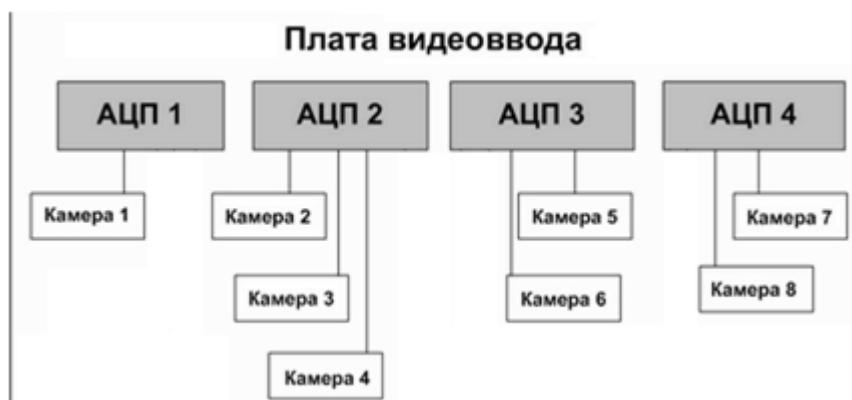 Плата видеоввода
АЦП 1
АЦП 2
АЦП 3
АЦП 4
Камера 1
Камера 2
Камера 5
Камера 7
Камера 3
Камера 6
Камера 8
Камера 4